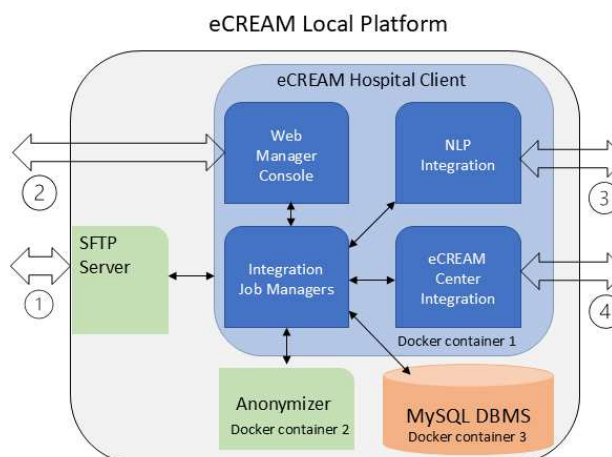 eCREAM Local Platform
eCREAM Hospital Client
Web
Manager
Console
NLP
Integration
2
3
SFTP
Server
Integration
Job Managers
eCREAM
Center
Integration
1
4
Docker container 1
Anonymizer
Docker container 2
MySQL DBMS
Docker container 3